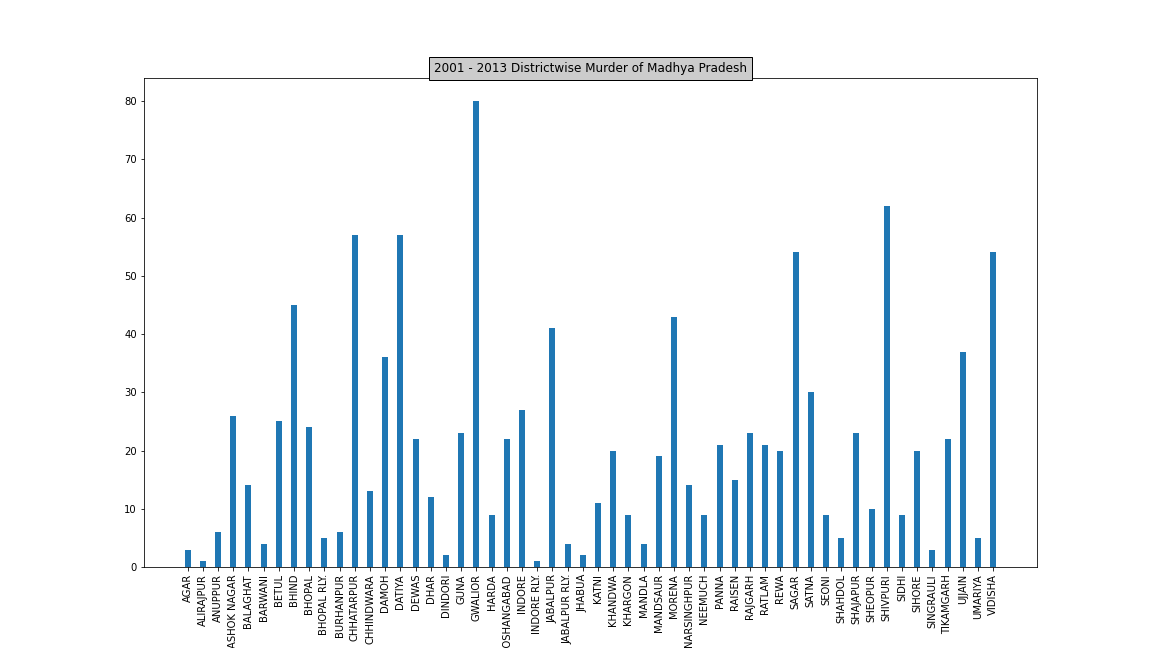 2001 - 2013 Districtwise Murder of Madhya Pradesh
80
70
60
50
40
30
20
10
0
AGAR
ALIRAJPUR
ANUPPUR
ASHOK NAGAR
BALAGHAT
BARWANI
BETUL
BHIND
BHOPAL
BHOPAL RLY.
BURHANPUR
CHHATARPUR
CHHINDWARA
DAMOH
DATIYA
DEWAS
DHAR
DINDORI
GUNA
GWALIOR
HARDA
OSHANGABAD
INDORE
INDORE RLY.
JABALPUR
JABALPUR RLY.
JHABUA
KATNI
KHANDWA
KHARGON
MANDLA
MANDSAUR
MORENA
NARSINGHPUR
NEEMUCH
PANNA
RAISEN
RAJGARH
RATLAM
REWA
SAGAR
SATNA
SEONI
SHAHDOL
SHAJAPUR
SHEOPUR
SHIVPURI
SIDHI
SIHORE
SINGRAULI
TIKAMGARH
UJJAIN
UMARIYA
VIDISHA